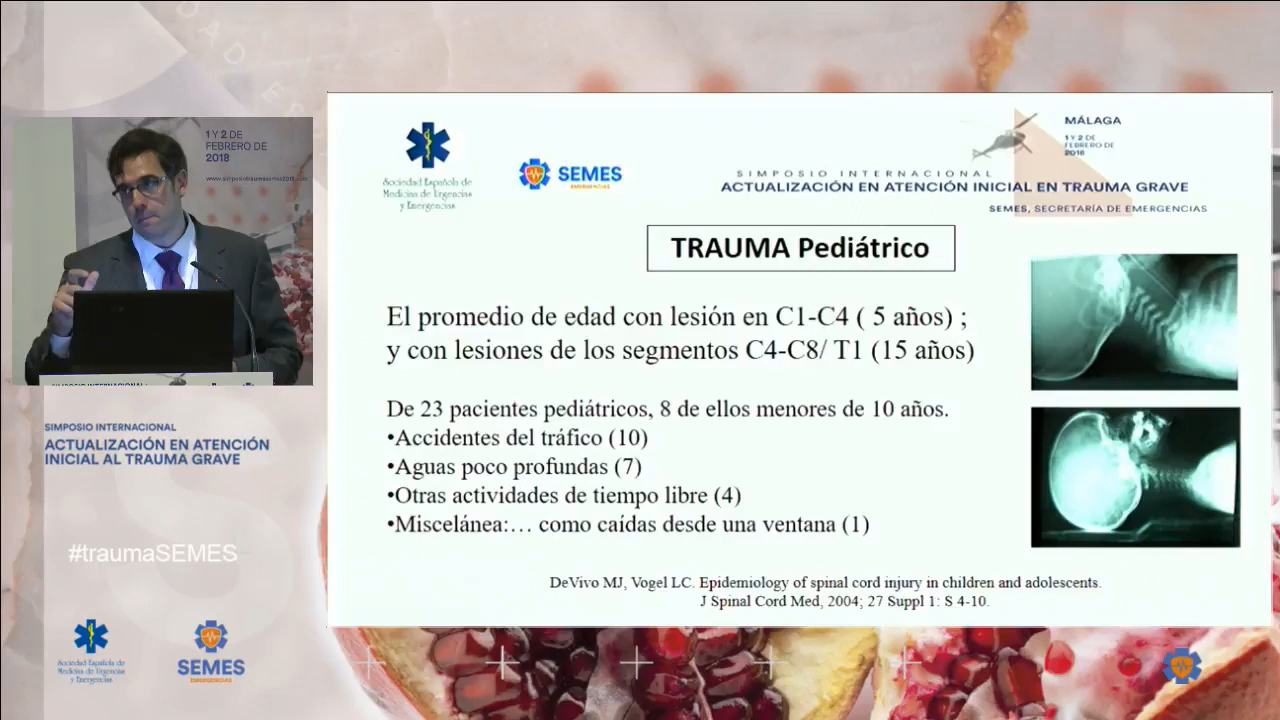 1 Y 2 DE
FEBRERO DE
2018
www.simposiotraumasemes2018.com
SIMPOSIO INTERNACIONAL
ACTUALIZACIÓN EN ATENCIÓN
INICIAL AL TRAUMA GRAVE
#traumaSEMES
Sociedad Española de
Medicina de Urgencias
y Emergencias
SEMES
EMERGENCIAS
Sociedad Española de
Medicina de Urgencias
y Emergencias
SEMES
EMERGENCIAS
MÁLAGA
1 Y 2 DE
FEBRERO DE
2018
SIMPOSIO INTERNACIONAL
ACTUALIZACIÓN EN ATENCIÓN INICIAL EN TRAUMA GRAVE
SEMES, SECRETARÍA DE EMERGENCIAS
TRAUMA Pediátrico
El promedio de edad con lesión en C1-C4 ( 5 años) ;
y con lesiones de los segmentos C4-C8/ T1 (15 años)
De 23 pacientes pediátricos, 8 de ellos menores de 10 años.
•Accidentes del tráfico (10)
•Aguas poco profundas (7)
•Otras actividades de tiempo libre (4)
•Miscelánea:… como caídas desde una ventana (1)
DeVivo MJ, Vogel LC. Epidemiology of spinal cord injury in children and adolescents.
J Spinal Cord Med, 2004; 27 Suppl 1: S 4-10.